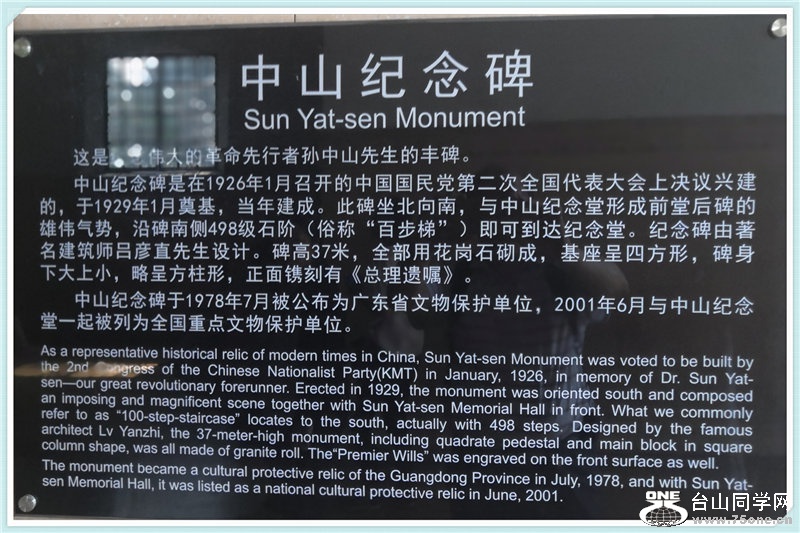 中山纪念碑
Sun Yat-sen Monument
这是 伟大的革命先行者孙中山先生的丰碑。
中山纪念碑是在1926年1月召开的中国国民党第二次全国代表大会上决议兴建
的，于1929年1月奠基，当年建成。此碑坐北向南，与中山纪念堂形成前堂后碑的
雄伟气势，沿碑南侧498级石阶（俗称“百步梯”）即可到达纪念堂。纪念碑由著
名建筑师吕彦直先生设计。碑高37米，全部用花岗石砌成，基座呈四方形，碑身
下大上小，略呈方柱形，正面镌刻有《总理遗嘱》。
中山纪念碑于1978年7月被公布为广东省文物保护单位，2001年6月与中山纪念
堂一起被列为全国重点文物保护单位。
As a representative historical relic of modern times in China, Sun Yat-sen Monument was voted to be built by
the 2nd Congress of the Chinese Nationalist Party(KMT) in January, 1926, in memory of Dr. Sun Yat-
sen—our great revolutionary forerunner. Erected in 1929, the monument was oriented south and composed
an imposing and magnificent scene together with Sun Yat-sen Memorial Hall in front. What we commonly
refer to as “100-step-staircase” locates to the south, actually with 498 steps. Designed by the famous
architect Lv Yanzhi, the 37-meter-high monument, including quadrate pedestal and main block in square
column shape, was all made of granite roll. The“Premier Wills” was engraved on the front surface as well.
The monument became a cultural protective relic of the Guangdong Province in July, 1978, and with Sun Yat-
sen Memorial Hall, it was listed as a national cultural protective relic in June, 2001.
ONE 台山同学网
www.75one.cn